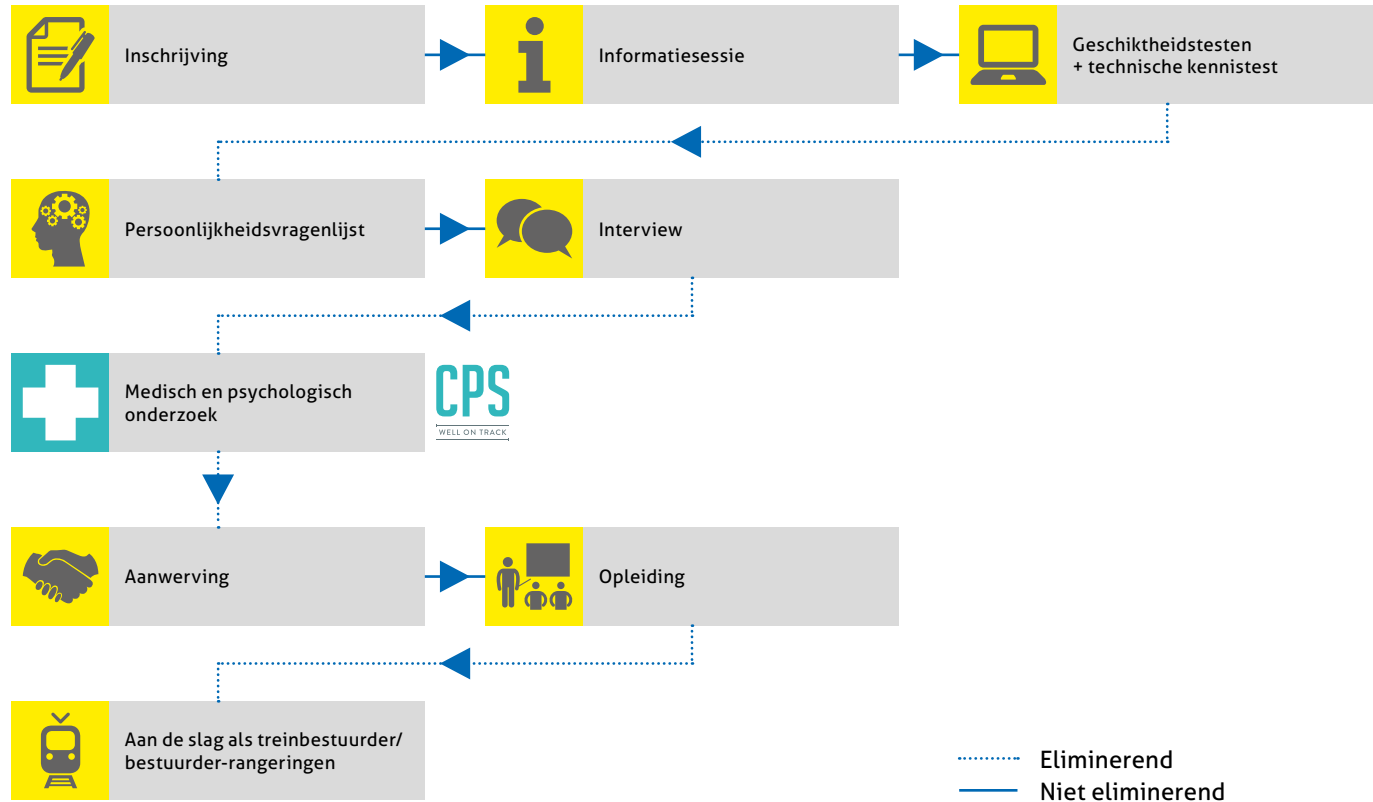 Inschrijving
Informatiesessie
Geschiktheidstesten
+ technische kennistest
Persoonlijkheidsvragenlijst
Interview
Medisch en psychologisch
onderzoek
CPS
WELL ON TRACK
Aanwerving
Opleiding
Aan de slag als treinbestuurder/
bestuurder-rangeringen
Eliminerend
Niet eliminerend